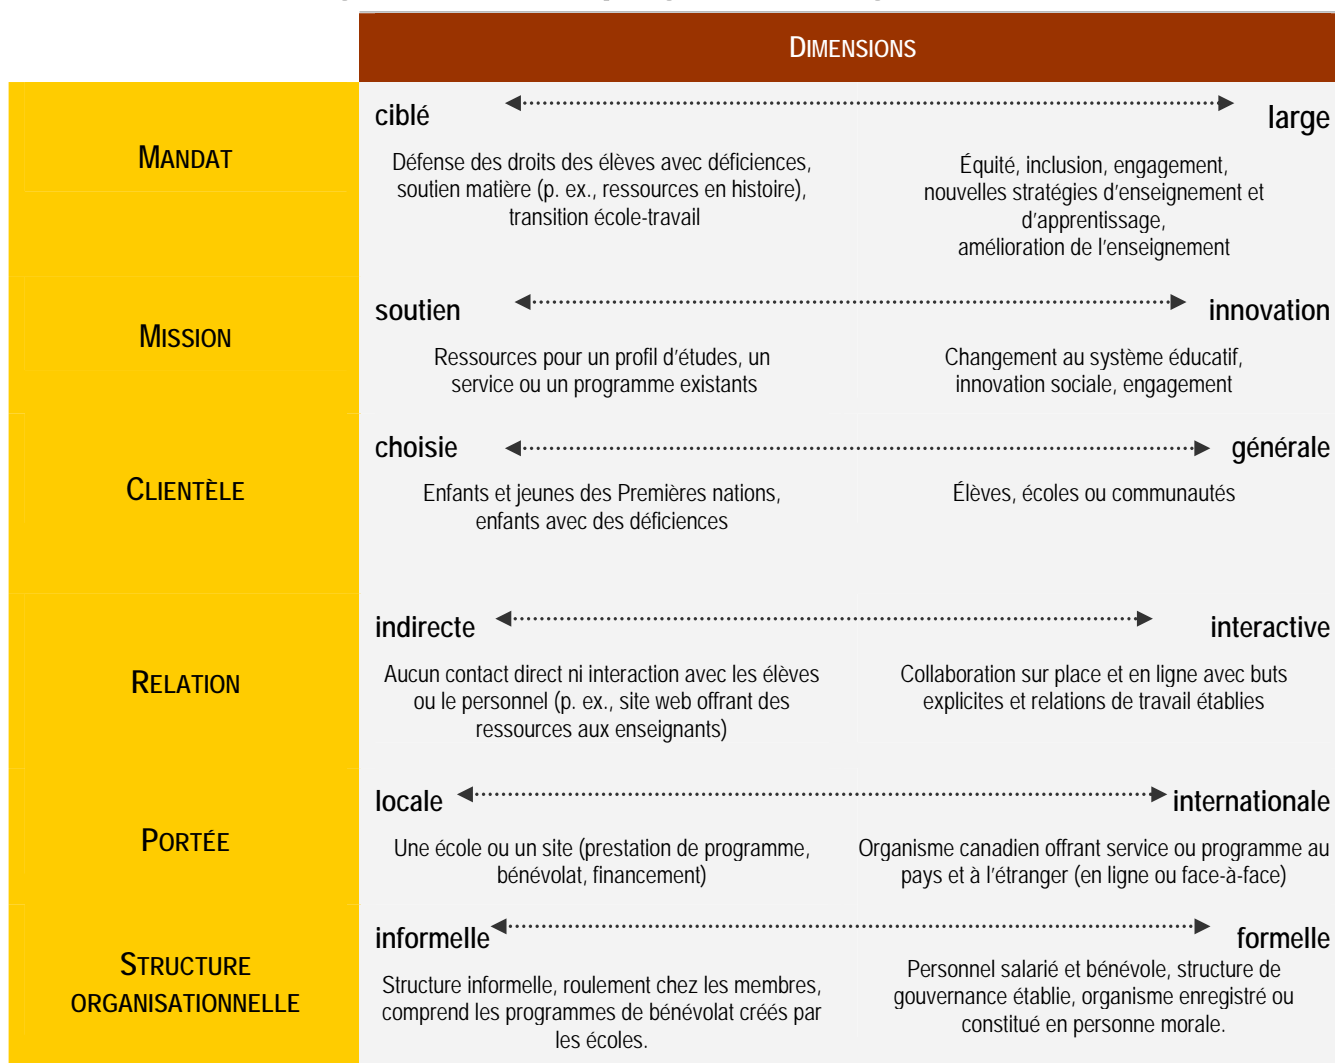 DIMENSIONS
MANDAT
ciblé
large
Défense des droits des élèves avec déficiences,
soutien matière (p. ex., ressources en histoire),
transition école-travail
Équité, inclusion, engagement,
nouvelles stratégies d'enseignement et
d'apprentissage,
amélioration de l'enseignement
MISSION
soutien
innovation
Ressources pour un profil d'études, un
service ou un programme existants
Changement au système éducatif,
innovation sociale, engagement
CLIENTÈLE
choisie
générale
Enfants et jeunes des Premières nations,
enfants avec des déficiences
Élèves, écoles ou communautés
RELATION
indirecte
interactive
Aucun contact direct ni interaction avec les élèves
ou le personnel (p. ex., site web offrant des
ressources aux enseignants)
Collaboration sur place et en ligne avec buts
explicites et relations de travail établies
PORTÉE
locale
internationale
Une école ou un site (prestation de programme,
bénévolat, financement)
Organisme canadien offrant service ou programme au
pays et à l'étranger (en ligne ou face-à-face)
STRUCTURE
ORGANISATIONNELLE
informelle
formelle
Structure informelle, roulement chez les membres,
comprend les programmes de bénévolat créés par
les écoles.
Personnel salarié et bénévole, structure de
gouvernance établie, organisme enregistré ou
constitué en personne morale.